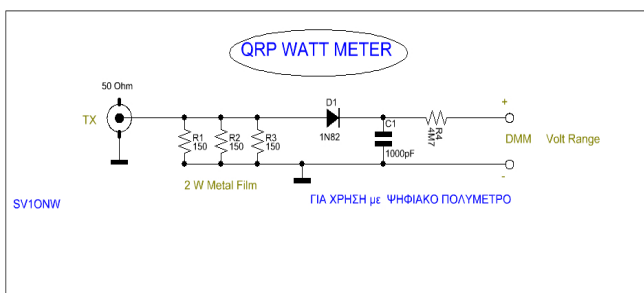 QRP WATT METER
50 Ohm
TX
R1
150
R2
150
R3
150
D1
1N82
C1
1000pF
R4
4M7
+
DMM Volt Range
-
2 W Metal Film
SV1ONW
ΓΙΑ ΧΡΗΣΗ με ΨΗΦΙΑΚΟ ΠΟΛΥΜΕΤΡΟ